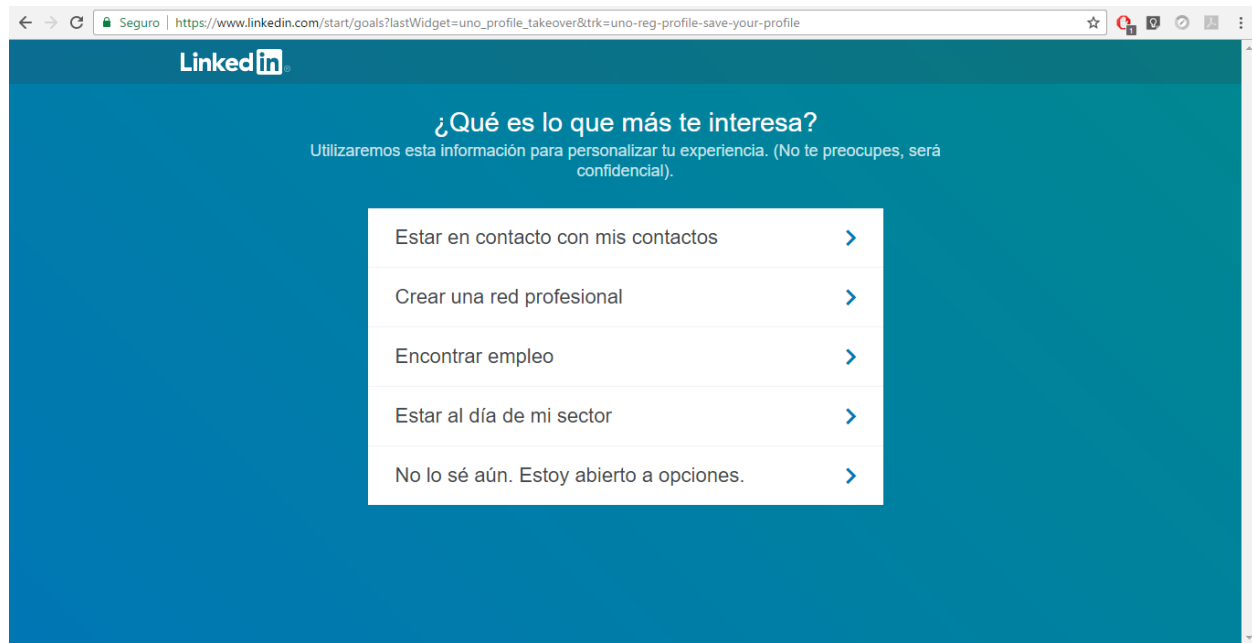 Seguro | https://www.linkedin.com/start/goals?lastWidget=uno_profile_takeover&trk=uno-reg-profile-save-your-profile
1
Linked in ®
¿Qué es lo que más te interesa?
Utilizaremos esta información para personalizar tu experiencia. (No te preocupes, será
confidencial).
Estar en contacto con mis contactos
Crear una red profesional
Encontrar empleo
Estar al día de mi sector
No lo sé aún. Estoy abierto a opciones.